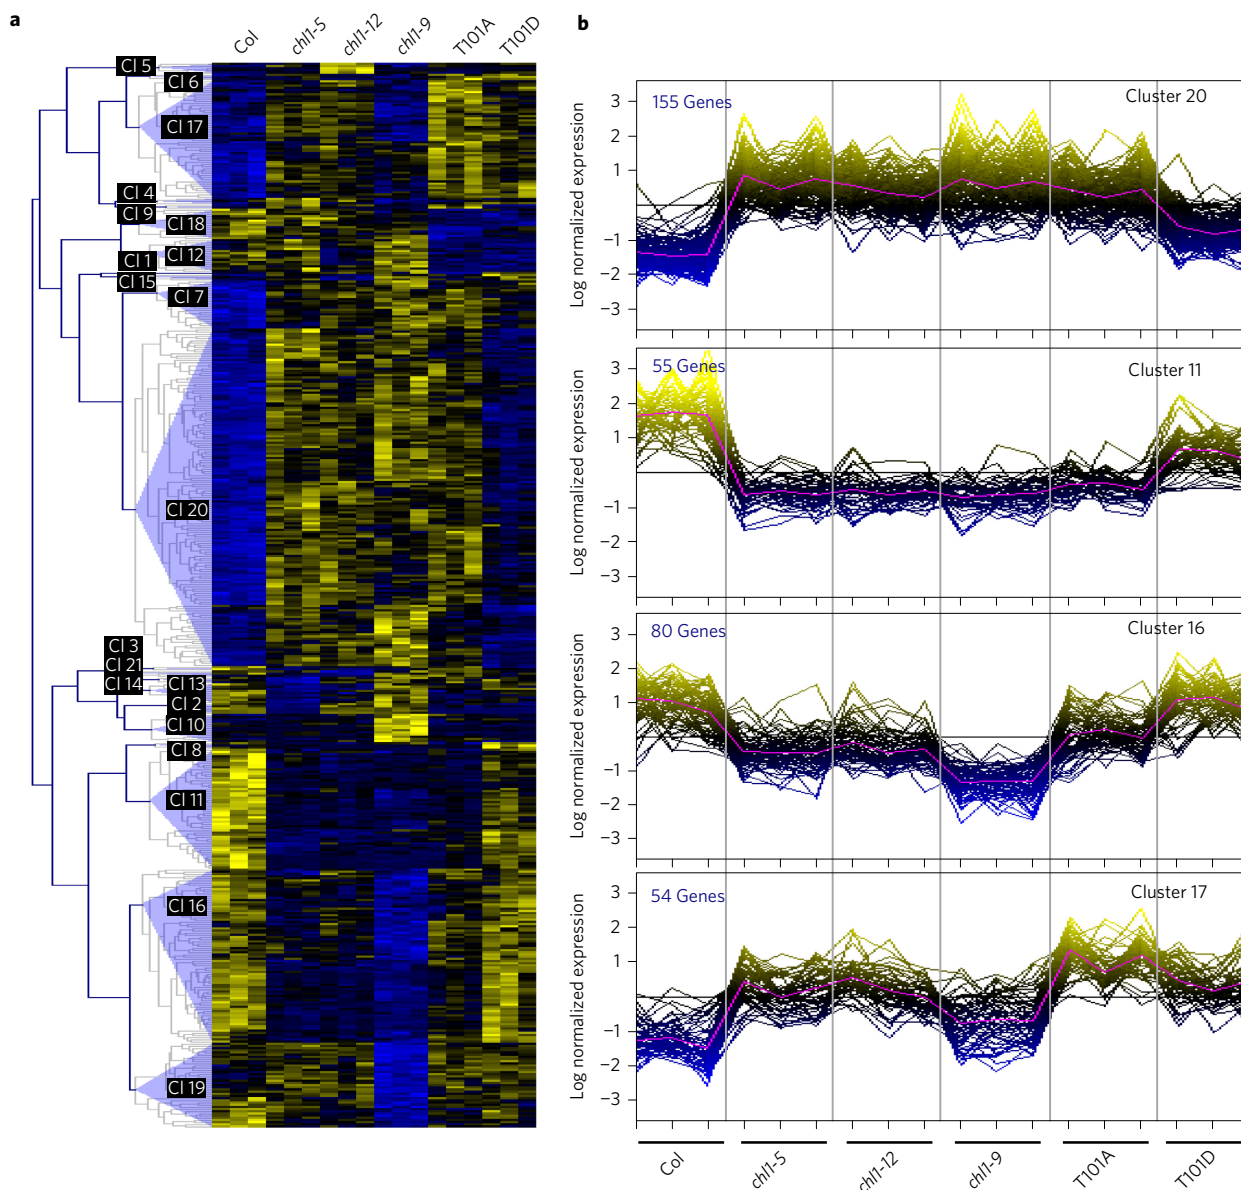 a
Col
chl1-5
chl1-12
chl1-9
T101A
T101D
Cl 5
Cl 6
Cl 17
Cl 4
Cl 9
Cl 18
Cl 12
Cl 1
Cl 15
Cl 7
Cl 20
Cl 3
Cl 21
Cl 14
Cl 13
Cl 2
Cl 10
Cl 8
Cl 11
Cl 16
Cl 19
b
155 Genes
Cluster 20
Log normalized expression
3
2
1
−1
−2
−3
55 Genes
Cluster 11
Log normalized expression
3
2
1
−1
−2
−3
80 Genes
Cluster 16
Log normalized expression
3
2
1
−1
−2
−3
54 Genes
Cluster 17
Log normalized expression
3
2
1
−1
−2
−3
Col
chl1-5
chl1-12
chl1-9
T101A
T101D